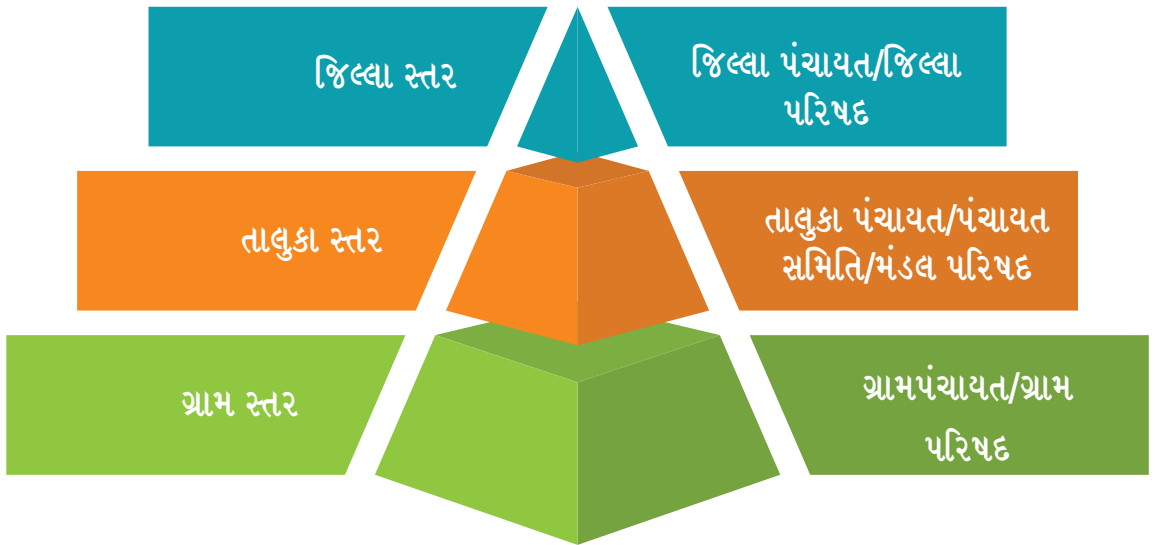 જિલ્લા સ્તર
જિલ્લા પંચાયત/જિલ્લા
પરિષદ
તાલુકા સ્તર
તાલુકા પંચાયત/પંચાયત
સમિતિ/મંડલ પરિષદ
ગ્રામ સ્તર
ગ્રામપંચાયત/ગ્રામ
પરિષદ